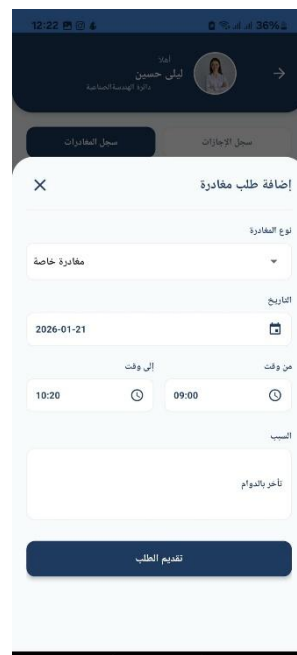 12:22 36%
أهلا
ليلى حسين
دائرة الهندسة الصناعية
سجل الإجازات سجل المغادرات
إضافة طلب مغادرة
نوع المغادرة
مغادرة خاصة
التاريخ
2026-01-21
من وقت إلى وقت
09:00 10:20
السبب
تأخر بالدوام
تقديم الطلب